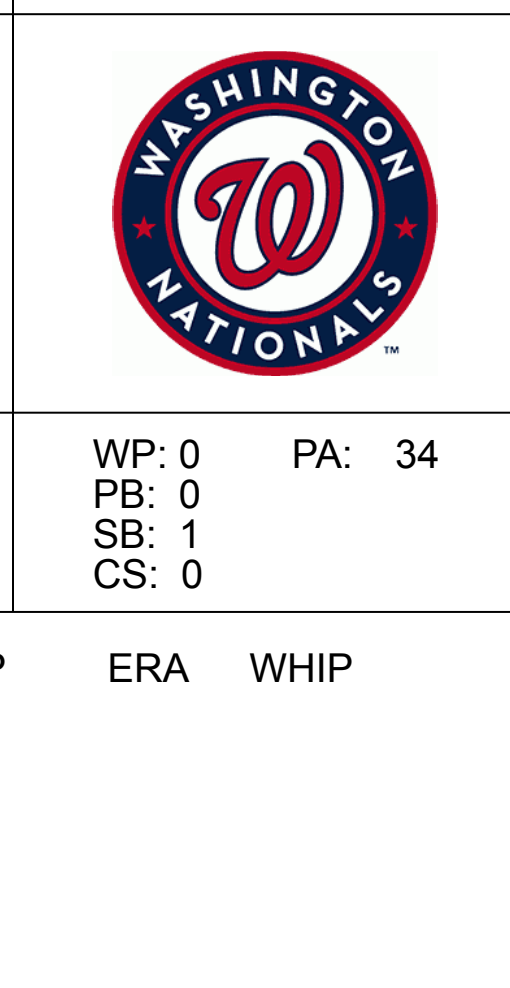 WASHINGTON
W
NATIONALS
TM
WP: 0 PA: 34
PB: 0
SB: 1
CS: 0
P ERA WHIP